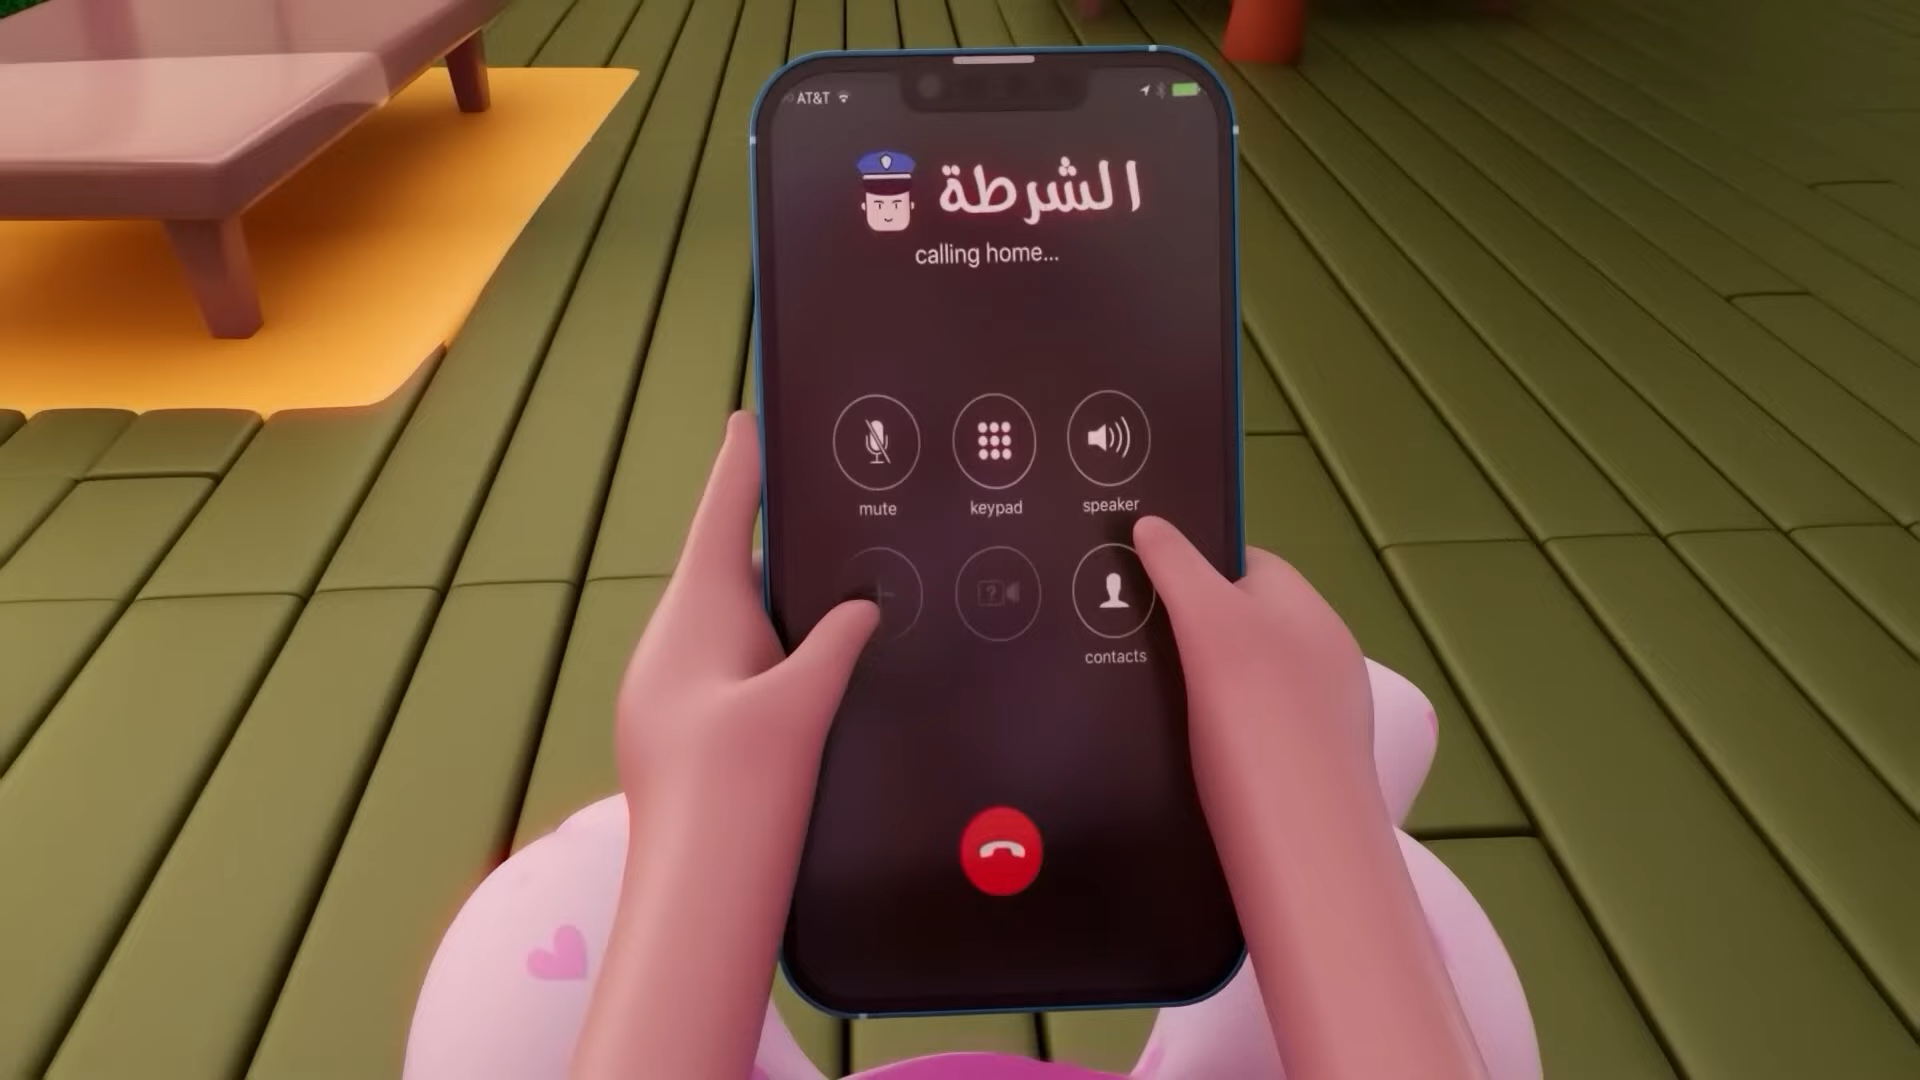 AT&T
الشرطة
calling home...
mute
keypad
speaker
contacts